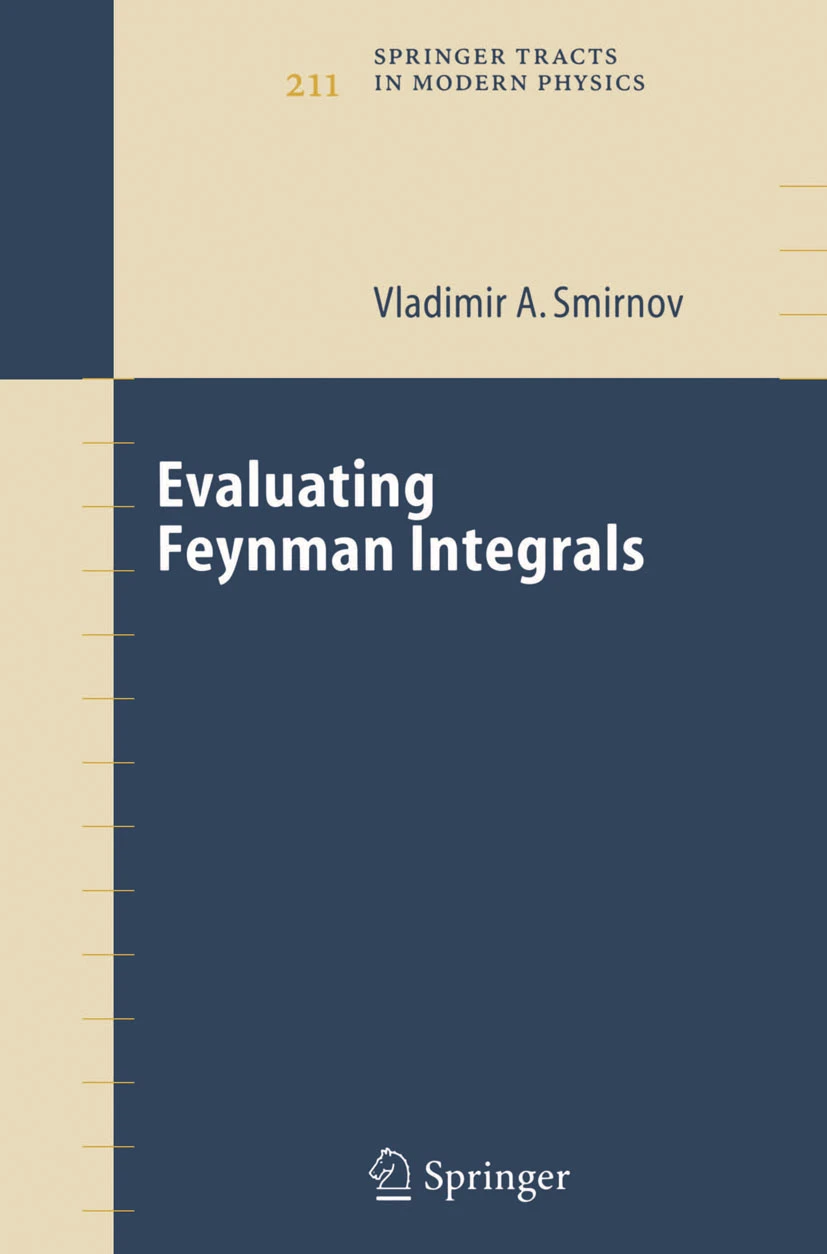 211
SPRINGER TRACTS
IN MODERN PHYSICS
Vladimir A. Smirnov
Evaluating
Feynman Integrals
Springer